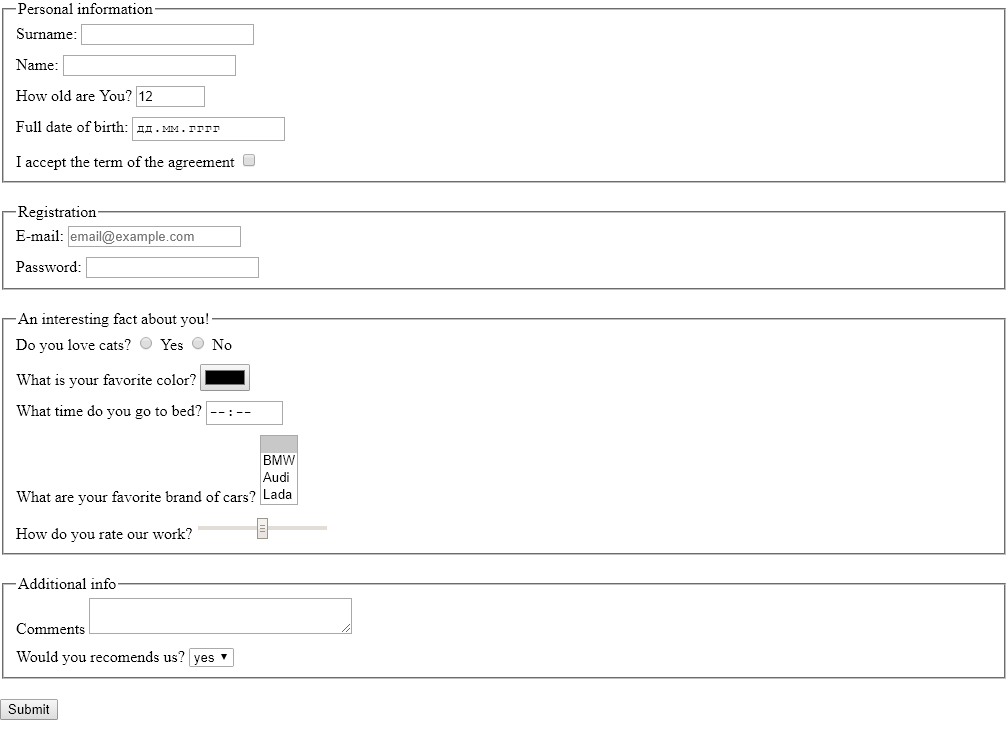 Personal information
Surname:
Name:
How old are You? 12
Full date of birth: дд.мм.гггг
I accept the term of the agreement
Registration
E-mail: email@example.com
Password:
An interesting fact about you!
Do you love cats? Yes No
What is your favorite color?
What time do you go to bed? --:--
BMW
Audi
What are your favorite brand of cars? Lada
How do you rate our work?
Additional info
Comments
Would you recomends us? yes
Submit